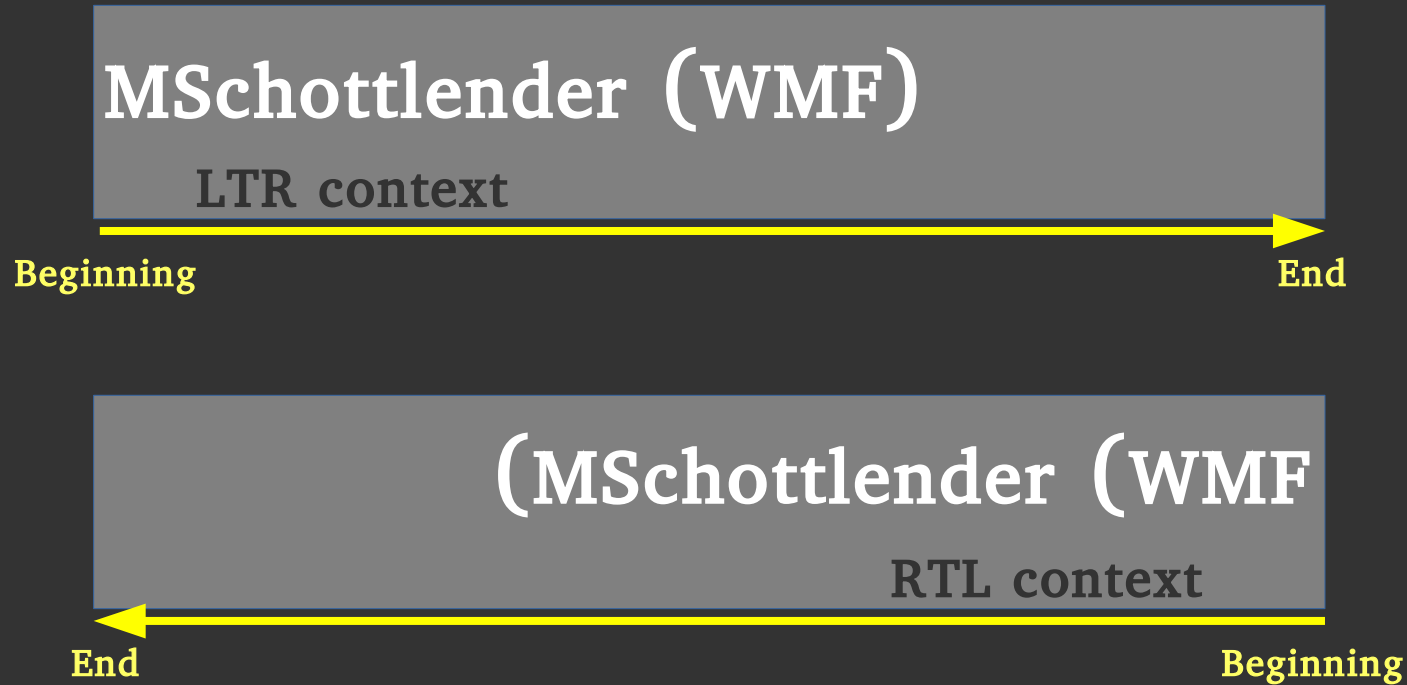 MSchottlender (WMF)
LTR context
Beginning End
(MSchottlender (WMF
RTL context
End Beginning